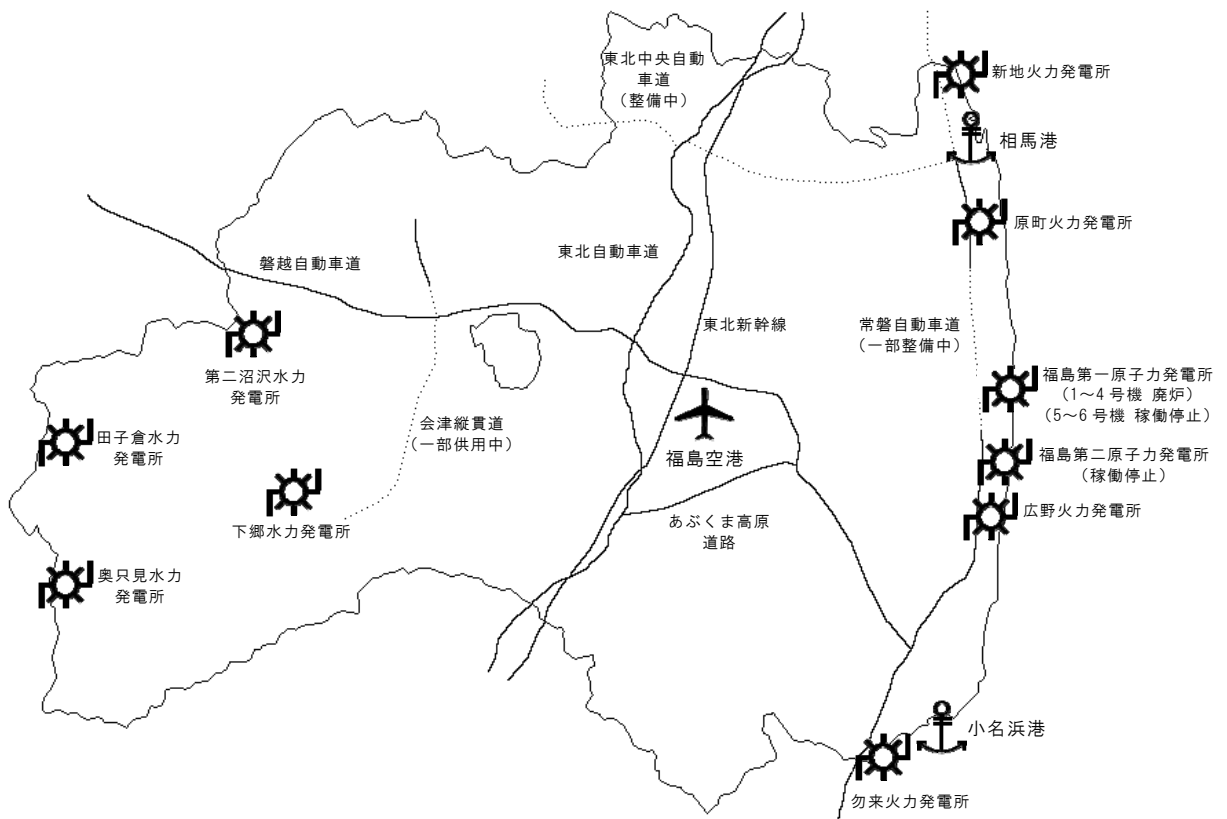 東北中央自動
車道
(整備中)
新地火力発電所
相馬港
原町火力発電所
磐越自動車道
東北自動車道
東北新幹線
常磐自動車道
(一部整備中)
第二沼沢水力
発電所
福島第一原子力発電所
(1~4号機 廃炉)
(5~6号機 稼働停止)
田子倉水力
発電所
会津縦貫道
(一部供用中)
福島空港
福島第二原子力発電所
(稼働停止)
下郷水力発電所
あぶくま高原
道路
広野火力発電所
奥只見水力
発電所
小名浜港
勿来火力発電所